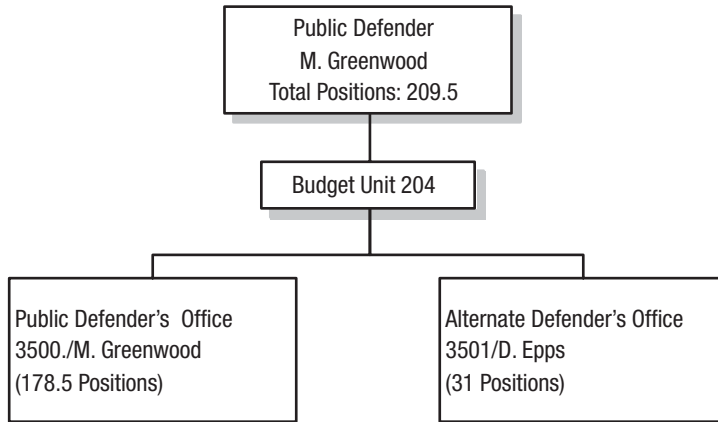 Public Defender
M. Greenwood
Total Positions: 209.5
Budget Unit 204
Public Defender’s  Office
3500./M. Greenwood
(178.5 Positions)
Alternate Defender’s Office
3501/D. Epps
(31 Positions)